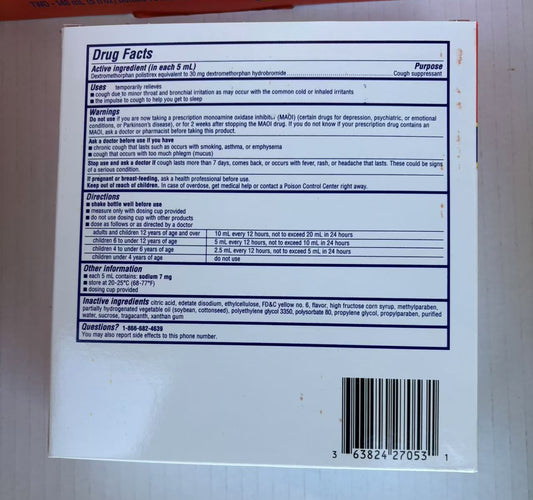 TWO - 148 mL (5 fl oz)
Drug Facts
Active ingredient (in each 5 mL) Purpose
Dextromethorphan polistirex equivalent to 30 mg dextromethorphan hydrobromide Cough suppressant
Uses temporarily relieves
■ cough due to minor throat and bronchial irritation as may occur with the common cold or inhaled irritants
■ the impulse to cough to help you get to sleep
Warnings
Do not use if you are now taking a prescription monoamine oxidase inhibitor (MAOI) (certain drugs for depression, psychiatric, or emotional
conditions, or Parkinson's disease), or for 2 weeks after stopping the MAOI drug. If you do not know if your prescription drug contains an
MAOI, ask a doctor or pharmacist before taking this product.
Ask a doctor before use if you have
■ chronic cough that lasts such as occurs with smoking, asthma, or emphysema
■ cough that occurs with too much phlegm (mucus)
Stop use and ask a doctor if cough lasts more than 7 days, comes back, or occurs with fever, rash, or headache that lasts. These could be signs
of a serious condition.
If pregnant or breast-feeding, ask a health professional before use.
Keep out of reach of children. In case of overdose, get medical help or contact a Poison Control Center right away.
Directions
■ shake bottle well before use
■ measure only with dosing cup provided
■ do not use dosing cup with other products
■ dose as follows or as directed by a doctor
adults and children 12 years of age and over 10 mL every 12 hours, not to exceed 20 mL in 24 hours
children 6 to under 12 years of age 5 mL every 12 hours, not to exceed 10 mL in 24 hours
children 4 to under 6 years of age 2.5 mL every 12 hours, not to exceed 5 mL in 24 hours
children under 4 years of age do not use
Other information
■ each 5 mL contains: sodium 7 mg
■ store at 20-25°C (68-77°F)
■ dosing cup provided
Inactive ingredients citric acid, edetate disodium, ethylcellulose, FD&C yellow no. 6, flavor, high fructose corn syrup, methylparaben,
partially hydrogenated vegetable oil (soybean, cottonseed), polyethylene glycol 3350, polysorbate 80, propylene glycol, propylparaben, purified
water, sucrose, tragacanth, xanthan gum
Questions? 1-866-682-4639
You may also report side effects to this phone number.
3 63824 27053 1